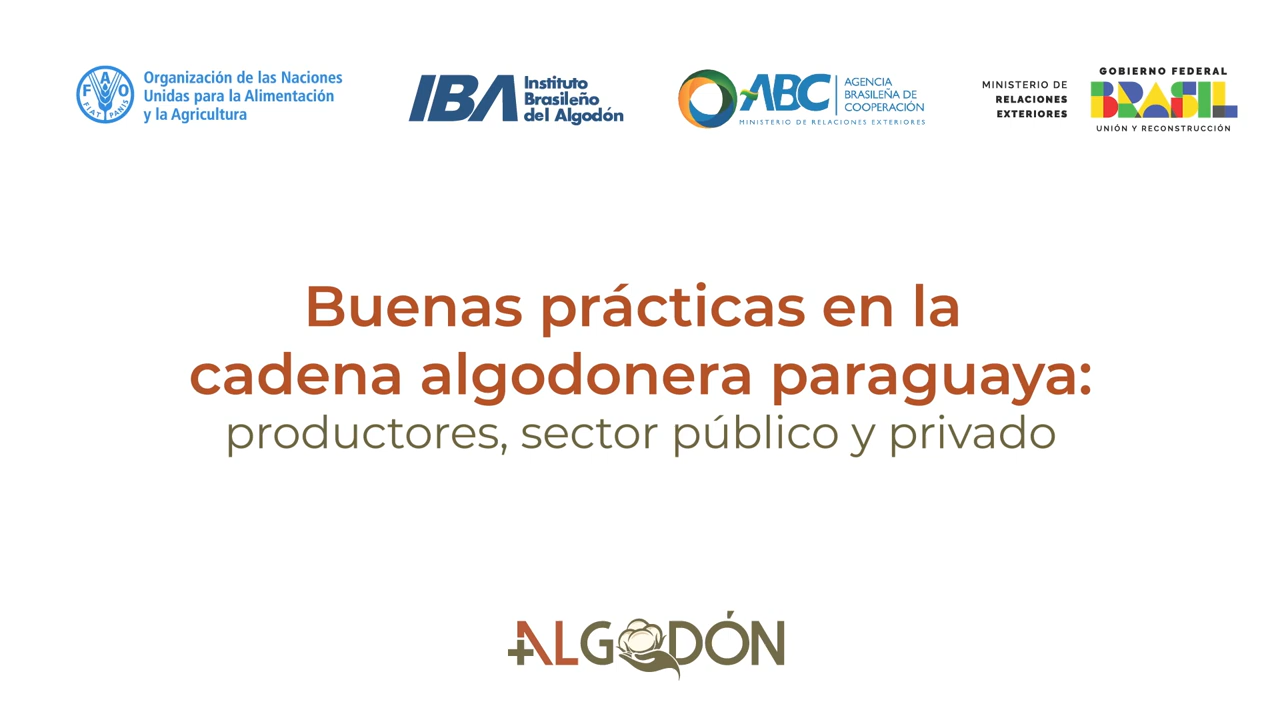 FAO
FIAT PANIS
Organización de las Naciones
Unidas para la Alimentación
y la Agricultura
IBA
Instituto
Brasileño
del Algodón
ABC
AGENCIA
BRASILEÑA DE
COOPERACIÓN
MINISTERIO DE RELACIONES EXTERIORES
MINISTERIO DE
RELACIONES
EXTERIORES
GOBIERNO FEDERAL
BRASIL
UNIÓN Y RECONSTRUCCIÓN
Buenas prácticas en la
cadena algodonera paraguaya:
productores, sector público y privado
+ALGODÓN